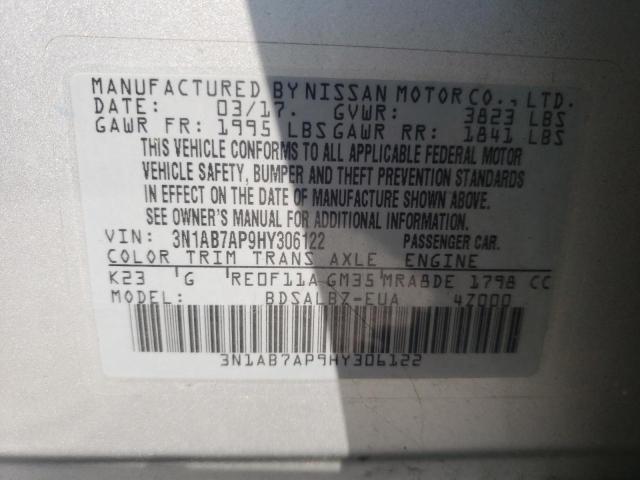 MANUFACTURED BY NISSAN MOTOR CO., LTD.
DATE: 03/17. GVWR: 3823 LBS
GAWR FR: 1995 LBS GAWR RR: 1841 LBS
THIS VEHICLE CONFORMS TO ALL APPLICABLE FEDERAL MOTOR
VEHICLE SAFETY, BUMPER AND THEFT PREVENTION STANDARDS
IN EFFECT ON THE DATE OF MANUFACTURE SHOWN ABOVE.
SEE OWNER'S MANUAL FOR ADDITIONAL INFORMATION.
VIN: 3N1AB7AP9HY306122 PASSENGER CAR.
COLOR TRIM TRANS AXLE ENGINE
K23 G RE0F11A GM35 MRA8DE 1798 CC
MODEL: BDSALBZ-EUA 4Z000
3N1AB7AP9HY306122